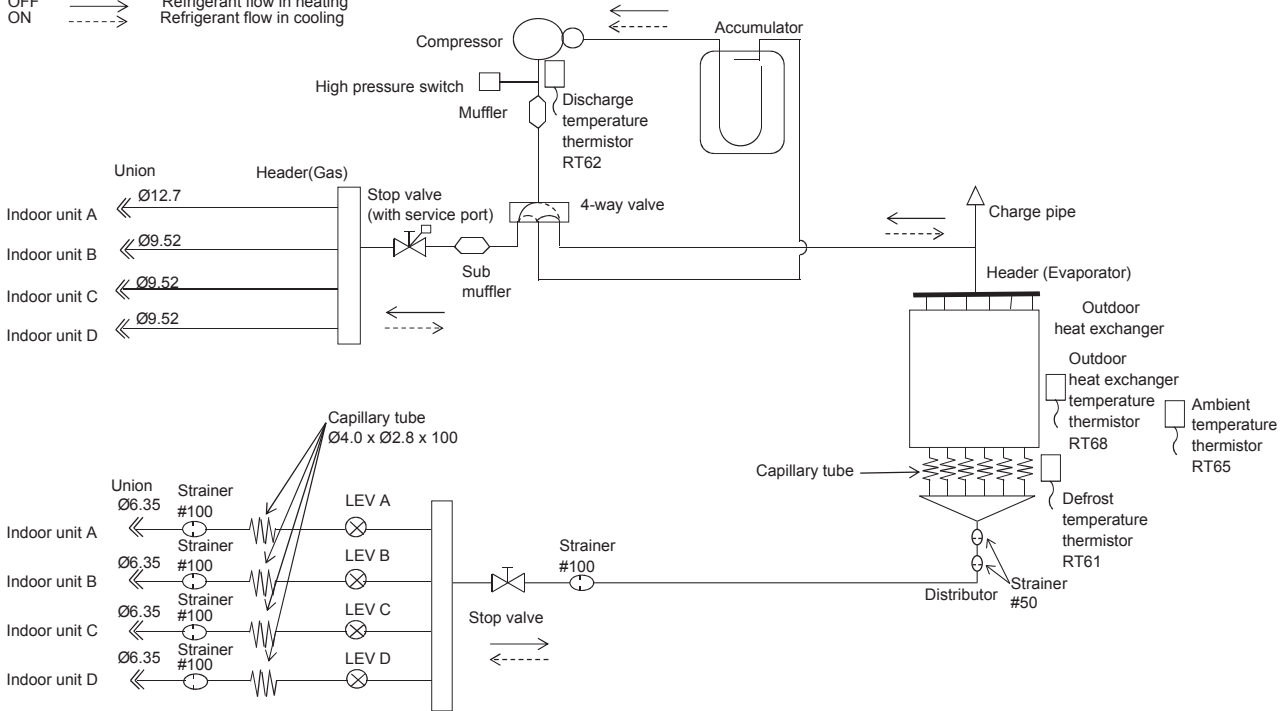 OFF Refrigerant flow in heating
ON Refrigerant flow in cooling
Compressor
Accumulator
High pressure switch
Muffler
Discharge
temperature
thermistor
RT62
Union
Header(Gas)
Stop valve
(with service port)
4-way valve
Ø12.7
Indoor unit A
Ø9.52
Indoor unit B
Ø9.52
Indoor unit C
Ø9.52
Indoor unit D
Sub
muffler
Charge pipe
Header (Evaporator)
Outdoor
heat exchanger
Outdoor
heat exchanger
temperature
thermistor
RT68
Ambient
temperature
thermistor
RT65
Capillary tube
Ø4.0 x Ø2.8 x 100
Capillary tube
Defrost
temperature
thermistor
RT61
Union
Ø6.35
Strainer
#100
LEV A
Indoor unit A
Ø6.35
Strainer
#100
LEV B
Indoor unit B
Ø6.35
Strainer
#100
LEV C
Indoor unit C
Ø6.35
Strainer
#100
LEV D
Indoor unit D
Stop valve
Strainer
#100
Distributor
Strainer
#50